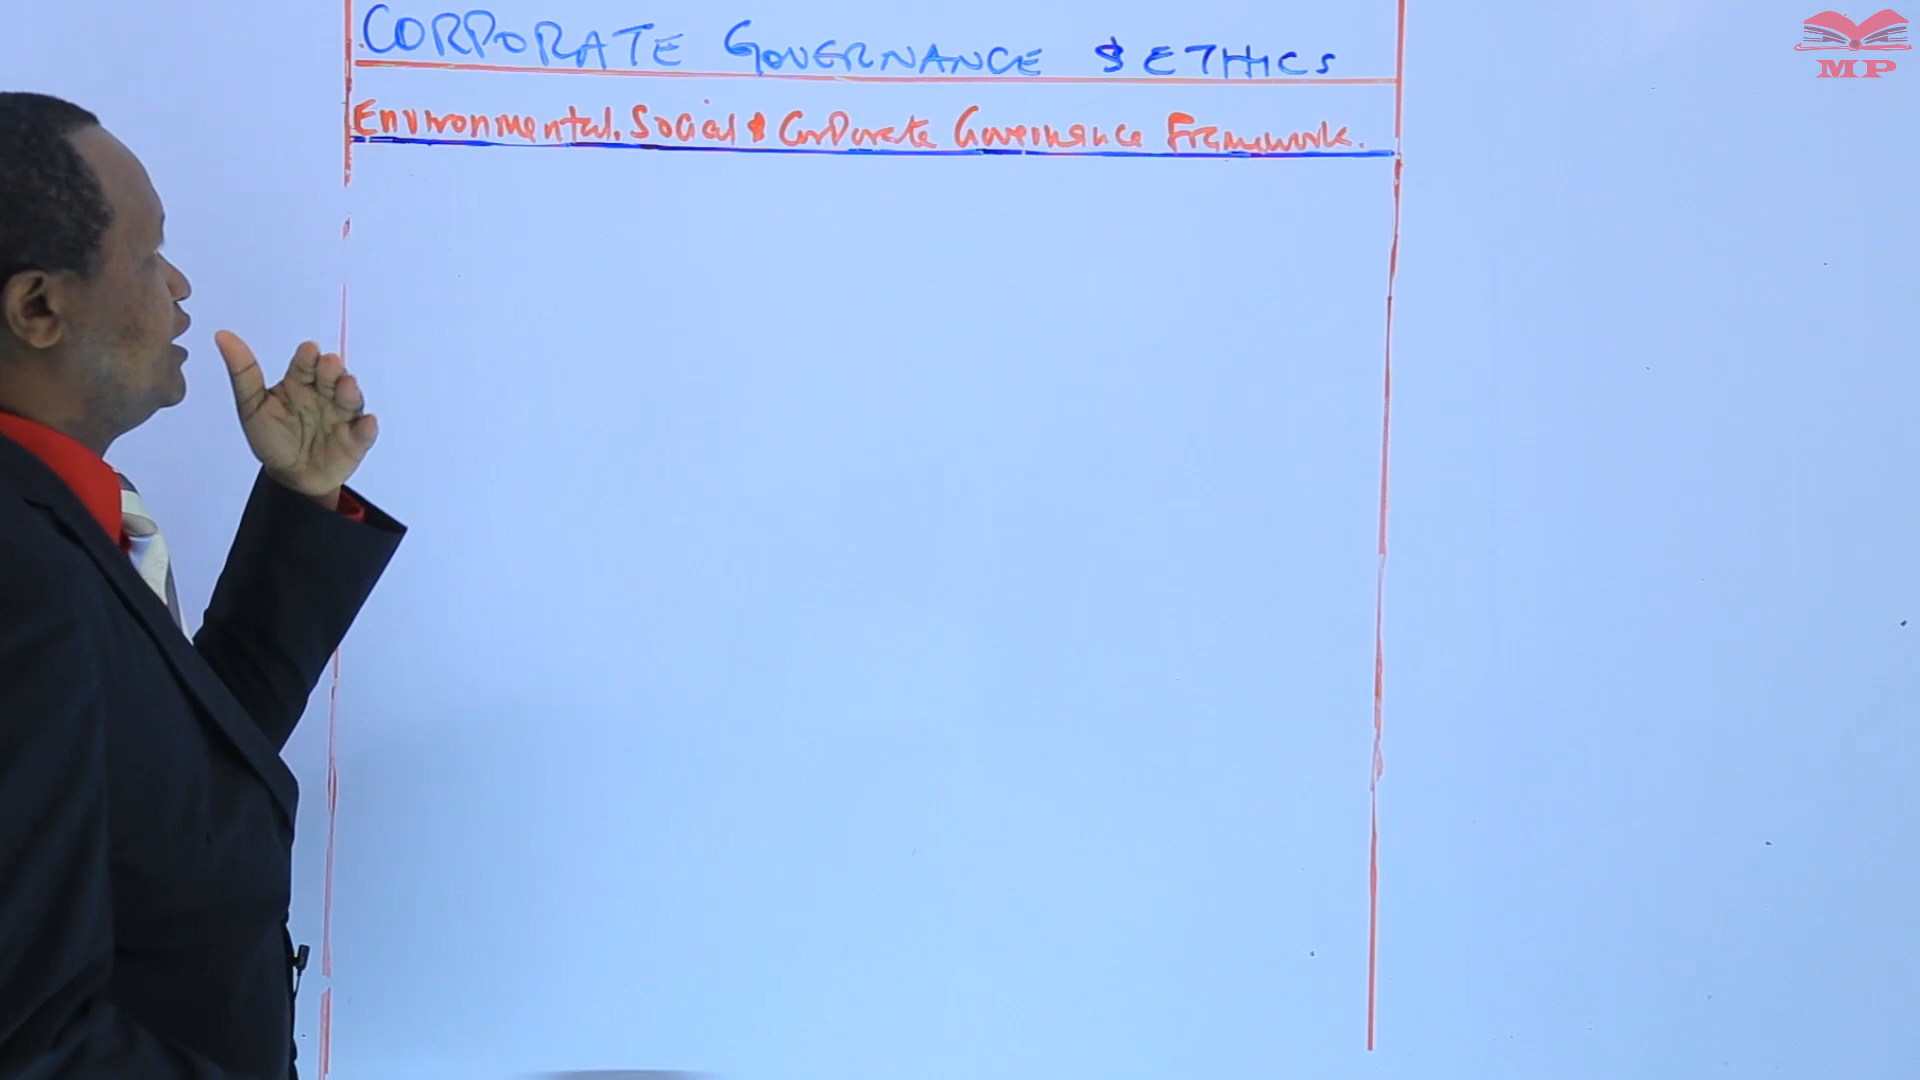 CORPORATE GOVERNANCE & ETHICS
Environmental, Social & Corporate Governance Framework.
MP